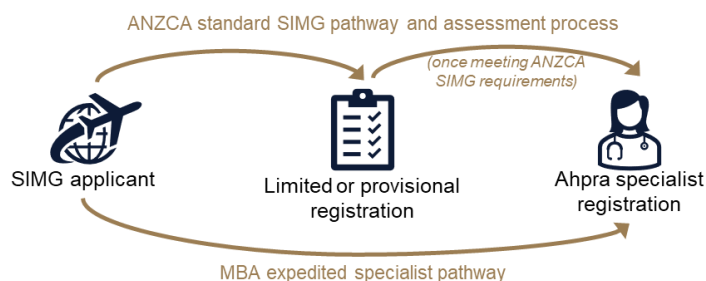 ANZCA standard SIMG pathway and assessment process
(once meeting ANZCA
SIMG requirements)
SIMG applicant
Limited or provisional
registration
Ahpra specialist
registration
MBA expedited specialist pathway